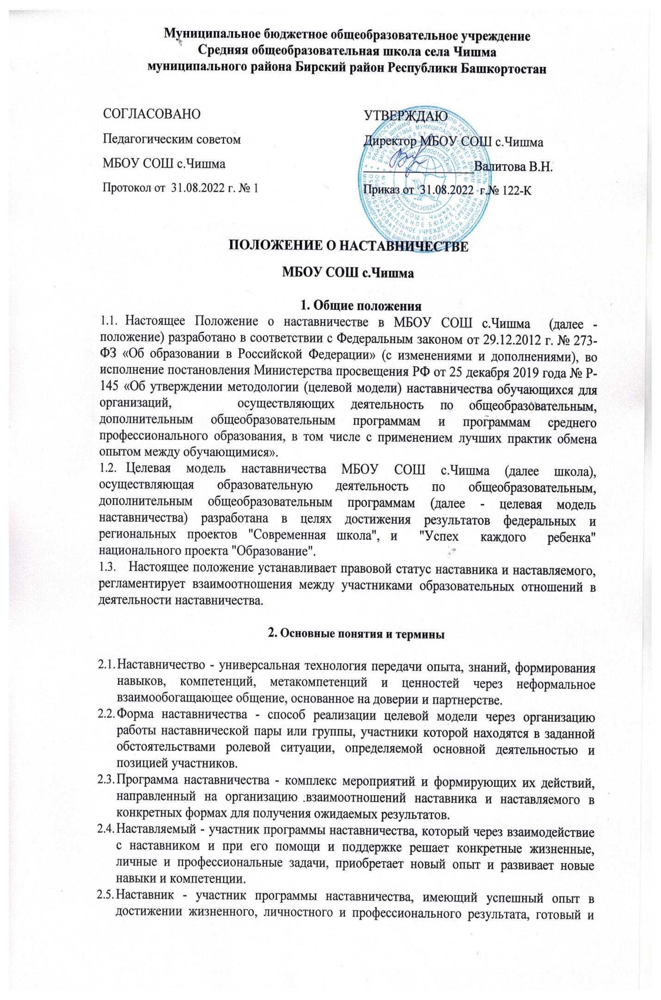 Муниципальное бюджетное общеобразовательное учреждение
Средняя общеобразовательная школа села Чишма
муниципального района Бирский район Республики Башкортостан
СОГЛАСОВАНО
Педагогическим советом
МБОУ СОШ с.Чишма
Протокол от 31.08.2022 г. № 1
УТВЕРЖДАЮ
Директор МБОУ СОШ с.Чишма
________________Валитова В.Н.
Приказ от 31.08.2022 г.№ 122-К
ИНН 0213002443
(МБОУ СОШ с. Чишма)
ПОЛОЖЕНИЕ О НАСТАВНИЧЕСТВЕ
МБОУ СОШ с.Чишма
1. Общие положения
1.1. Настоящее Положение о наставничестве в МБОУ СОШ с.Чишма (далее -
положение) разработано в соответствии с Федеральным законом от 29.12.2012 г. № 273-
ФЗ «Об образовании в Российской Федерации» (с изменениями и дополнениями), во
исполнение постановления Министерства просвещения РФ от 25 декабря 2019 года № Р-
145 «Об утверждении методологии (целевой модели) наставничества обучающихся для
организаций, осуществляющих деятельность по общеобразовательным,
дополнительным общеобразовательным программам и программам среднего
профессионального образования, в том числе с применением лучших практик обмена
опытом между обучающимися».
1.2. Целевая модель наставничества МБОУ СОШ с.Чишма (далее школа),
осуществляющая образовательную деятельность по общеобразовательным,
дополнительным общеобразовательным программам (далее - целевая модель
наставничества) разработана в целях достижения результатов федеральных и
региональных проектов "Современная школа", и "Успех каждого ребенка"
национального проекта "Образование".
1.3. Настоящее положение устанавливает правовой статус наставника и наставляемого,
регламентирует взаимоотношения между участниками образовательных отношений в
деятельности наставничества.
2. Основные понятия и термины
2.1. Наставничество - универсальная технология передачи опыта, знаний, формирования
навыков, компетенций, метакомпетенций и ценностей через неформальное
взаимообогащающее общение, основанное на доверии и партнерстве.
2.2. Форма наставничества - способ реализации целевой модели через организацию
работы наставнической пары или группы, участники которой находятся в заданной
обстоятельствами ролевой ситуации, определяемой основной деятельностью и
позицией участников.
2.3. Программа наставничества - комплекс мероприятий и формирующих их действий,
направленный на организацию взаимоотношений наставника и наставляемого в
конкретных формах для получения ожидаемых результатов.
2.4. Наставляемый - участник программы наставничества, который через взаимодействие
с наставником и при его помощи и поддержке решает конкретные жизненные,
личные и профессиональные задачи, приобретает новый опыт и развивает новые
навыки и компетенции.
2.5. Наставник - участник программы наставничества, имеющий успешный опыт в
достижении жизненного, личностного и профессионального результата, готовый и